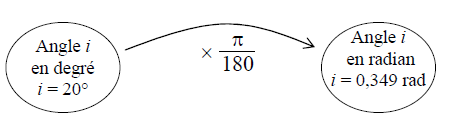 Angle i
en degré
i = 20°
× π/180
Angle i
en radian
i = 0,349 rad